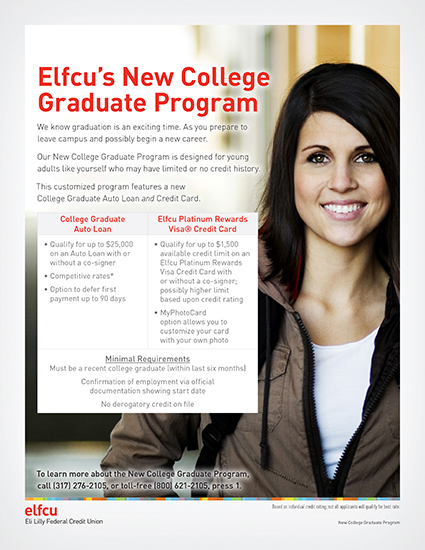 Elfcu's New College
Graduate Program
We know graduation is an exciting time. As you prepare to
leave campus and possibly begin a new career.
Our New College Graduate Program is designed for young
adults like yourself who may have limited or no credit history.
This customized program features a new
College Graduate Auto Loan and Credit Card.
College Graduate
Auto Loan
• Qualify for up to $25,000
on an Auto Loan with or
without a co-signer
• Competitive rates*
• Option to defer first
payment up to 90 days
Elfcu Platinum Rewards
Visa® Credit Card
• Qualify for up to $1,500
available credit limit on an
Elfcu Platinum Rewards
Visa Credit Card with
or without a co-signer;
possibly higher limit
based upon credit rating
• MyPhotoCard
option allows you to
customize your card
with your own photo
Minimal Requirements
Must be a recent college graduate (within last six months)
Confirmation of employment via official
documentation showing start date
No derogatory credit on file
To learn more about the New College Graduate Program,
call (317) 276-2105, or toll-free (800) 621-2105, press 1.
elfcu
Eli Lilly Federal Credit Union
Based on individual credit rating; not all applicants will qualify for best rate.
New College Graduate Program